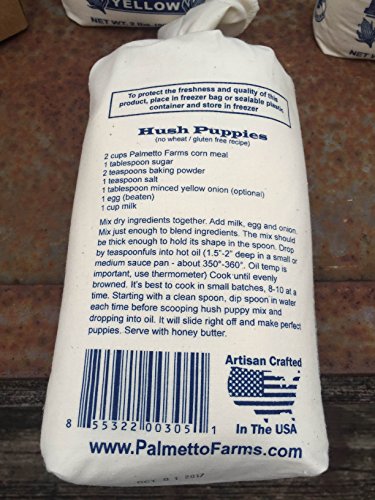 YELLOW
NET WT. 2 lbs.
NET W
To protect the freshness and quality of this
product, place in freezer bag or sealable plastic
container and store in freezer
Hush Puppies
(no wheat / gluten free recipe)
2 cups Palmetto Farms corn meal
1 tablespoon sugar
2 teaspoons baking powder
1 teaspoon salt
1 tablespoon minced yellow onion (optional)
1 egg (beaten)
1 cup milk
Mix dry ingredients together. Add milk, egg and onion.
Mix just enough to blend ingredients. The mix should
be thick enough to hold its shape in the spoon. Drop
by teaspoonfuls into hot oil (1.5"-2" deep in a small or
medium sauce pan - about 350°-360°. Oil temp is
important, use thermometer) Cook until evenly
browned. It's best to cook in small batches, 8-10 at a
time. Starting with a clean spoon, dip spoon in water
each time before scooping hush puppy mix and
dropping into oil. It will slide right off and make perfect
puppies. Serve with honey butter.
Artisan Crafted
In The USA
8 55322 00305 1
www.PalmettoFarms.com